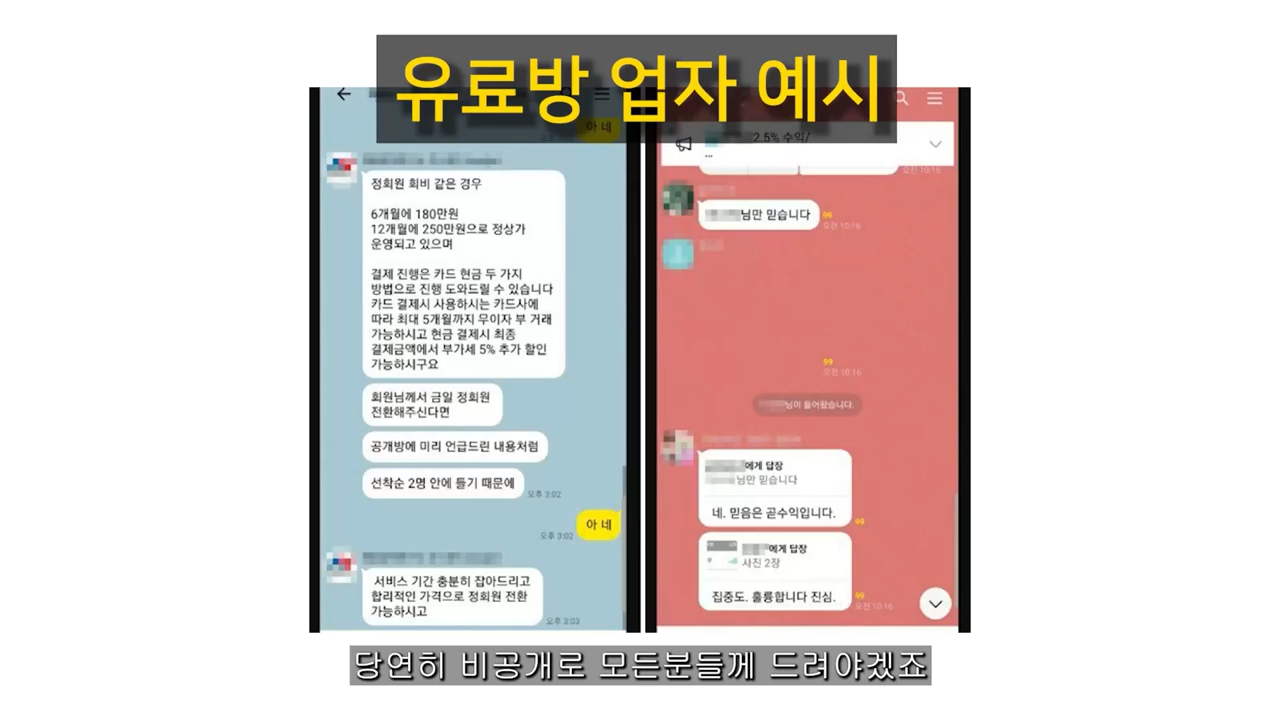 유료방 업자 예시
아 네
정회원 회비 같은 경우
6개월에 180만원
12개월에 250만원으로 정상가
운영되고 있으며
결제 진행은 카드 현금 두 가지
방법으로 진행 도와드릴 수 있습니다
카드 결제시 사용하시는 카드사에
따라 최대 5개월까지 무이자 부 거래
가능하시고 현금 결제시 최종
결제금액에서 부가세 5% 추가 할인
가능하시구요
회원님께서 금일 정회원
전환해주신다면
공개방에 미리 언급드린 내용처럼
선착순 2명 안에 들기 때문에
오후 3:02
아 네
오후 3:02
서비스 기간 충분히 잡아드리고
합리적인 가격으로 정회원 전환
가능하시고
오후 3:03
2.5% 수익/
...
오전 10:16
님만 믿습니다
99
오전 10:16
99
오전 10:16
님이 들어왔습니다.
에게 답장
님만 믿습니다
네. 믿음은 곧수익입니다.
99
에게 답장
사진 2장
집중도. 훌륭합니다 진심.
99
오전 10:16
당연히 비공개로 모든분들께 드려야겠죠